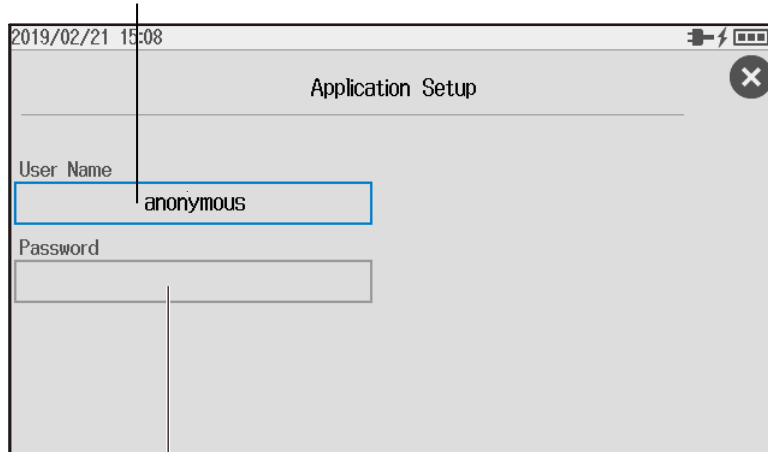 2019/02/21 15:08
Application Setup
User Name
anonymous
Password